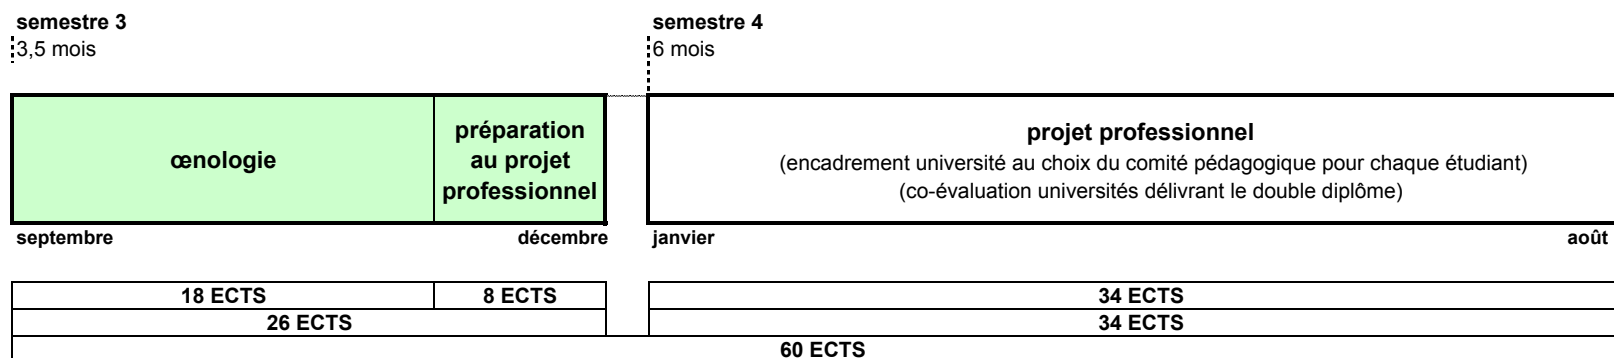 semestre 3
3,5 mois
semestre 4
6 mois
œnologie
préparation
au projet
professionnel
projet professionnel
(encadrement université au choix du comité pédagogique pour chaque étudiant)
(co-évaluation universités délivrant le double diplôme)
septembre
décembre
janvier
août
18 ECTS
8 ECTS
34 ECTS
26 ECTS
34 ECTS
60 ECTS